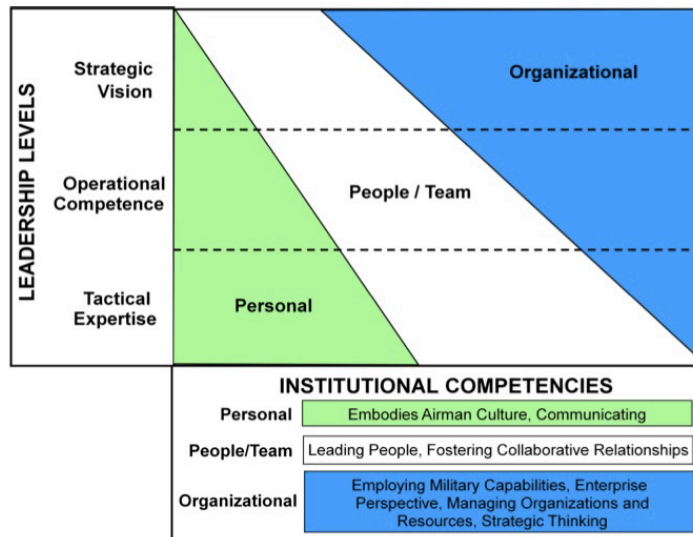 LEADERSHIP LEVELS
Strategic
Vision
Organizational
Operational
Competence
People / Team
Tactical
Expertise
Personal
INSTITUTIONAL COMPETENCIES
Personal
Embodies Airman Culture, Communicating
People/Team
Leading People, Fostering Collaborative Relationships
Organizational
Employing Military Capabilities, Enterprise
Perspective, Managing Organizations and
Resources, Strategic Thinking